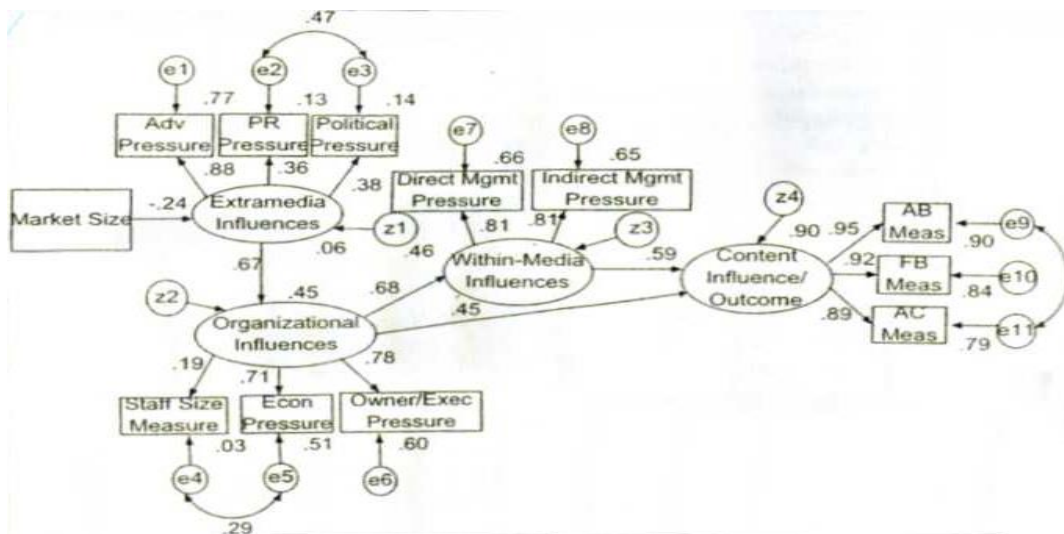 .47
e1
e2
e3
.77
.13
.14
Adv
Pressure
PR
Pressure
Political
Pressure
e7
e8
.66
.65
.88
.36
.38
Direct Mgmt
Pressure
Indirect Mgmt
Pressure
Market Size
-.24
Extramedia
Influences
.06
z1
.81
.81
z3
z4
.46
Within-Media
Influences
.59
.90
Content
Influence/
Outcome
.95
.92
.89
AB
Meas
.90
e9
FB
Meas
.84
e10
AC
Meas
.79
e11
.67
z2
.45
.68
.45
Organizational
Influences
.19
.71
.78
Staff Size
Measure
Econ
Pressure
Owner/Exec
Pressure
.03
.51
.60
e4
e5
e6
.29